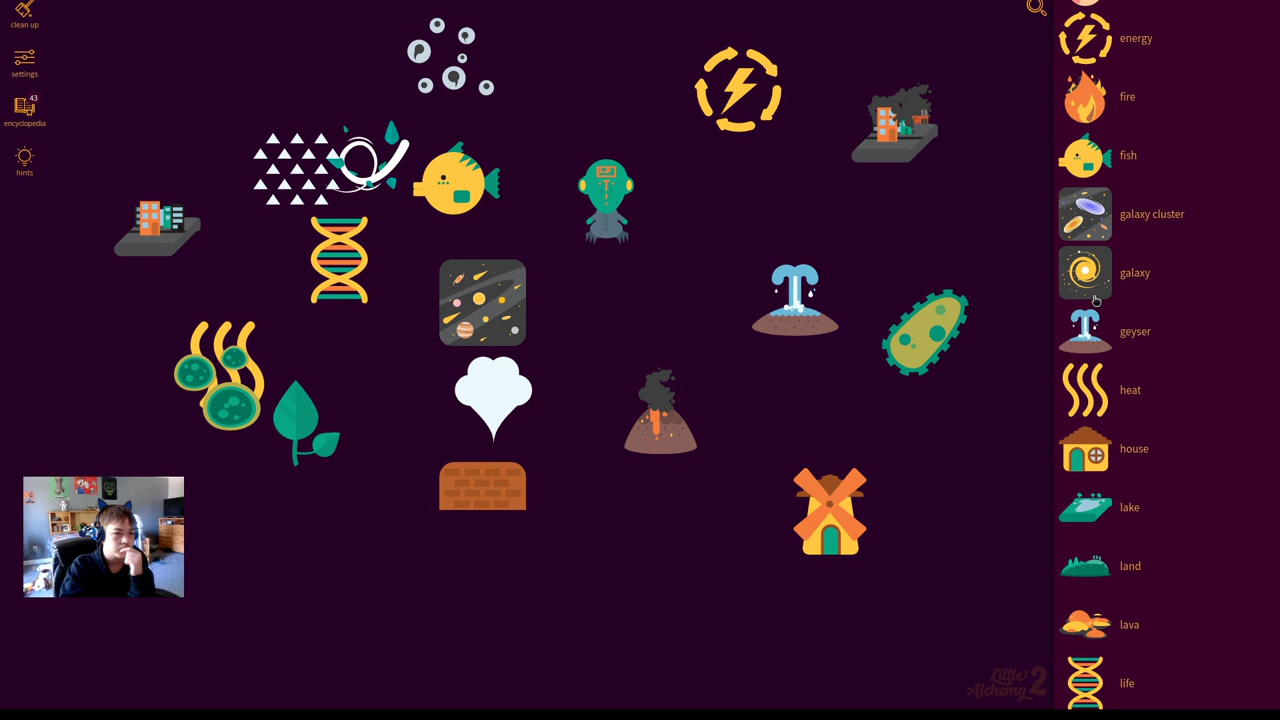 clean up
settings
43
encyclopedia
hints
energy
fire
fish
galaxy cluster
galaxy
geyser
heat
house
lake
land
lava
life
Little
Alchemy 2